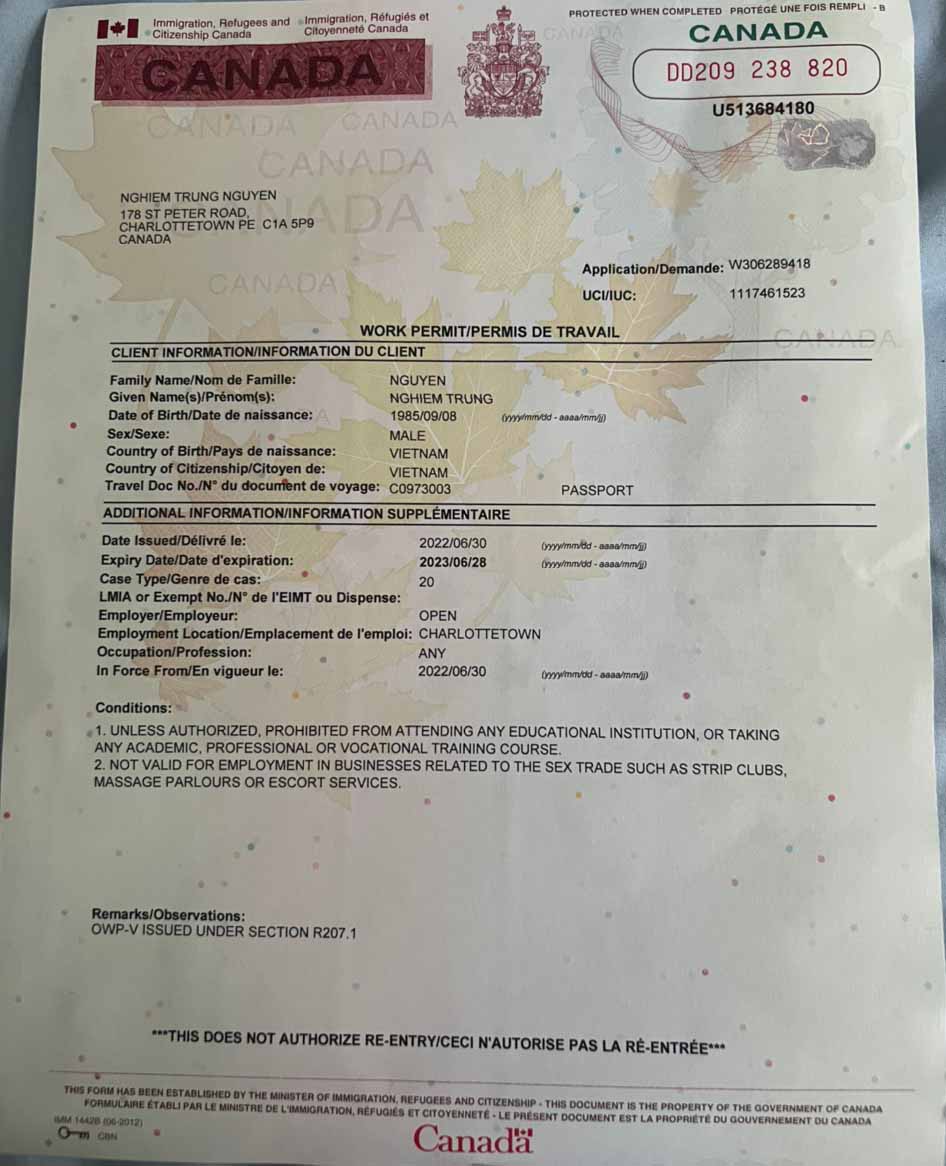 Immigration, Refugees and Citizenship Canada
Immigration, Réfugiés et Citoyenneté Canada
PROTECTED WHEN COMPLETED PROTÉGÉ UNE FOIS REMPLI - B
CANADA
CANADA
DD209 238 820
U513684180
CANADA
CANADA
CANADA
CANADA
CANADA
CANADA
CANADA
NGHIEM TRUNG NGUYEN
178 ST PETER ROAD,
CHARLOTTETOWN PE C1A 5P9
CANADA
Application/Demande: W306289418
UCI/IUC: 1117461523
WORK PERMIT/PERMIS DE TRAVAIL
CLIENT INFORMATION/INFORMATION DU CLIENT
Family Name/Nom de Famille: NGUYEN
Given Name(s)/Prénom(s): NGHIEM TRUNG
Date of Birth/Date de naissance: 1985/09/08 (yyyy/mm/dd - aaaa/mm/jj)
Sex/Sexe: MALE
Country of Birth/Pays de naissance: VIETNAM
Country of Citizenship/Citoyen de: VIETNAM
Travel Doc No./N° du document de voyage: C0973003 PASSPORT
ADDITIONAL INFORMATION/INFORMATION SUPPLÉMENTAIRE
Date Issued/Délivré le: 2022/06/30 (yyyy/mm/dd - aaaa/mm/jj)
Expiry Date/Date d'expiration: 2023/06/28 (yyyy/mm/dd - aaaa/mm/jj)
Case Type/Genre de cas: 20
LMIA or Exempt No./N° de l'EIMT ou Dispense:
Employer/Employeur: OPEN
Employment Location/Emplacement de l'emploi: CHARLOTTETOWN
Occupation/Profession: ANY
In Force From/En vigueur le: 2022/06/30 (yyyy/mm/dd - aaaa/mm/jj)
Conditions:
1. UNLESS AUTHORIZED, PROHIBITED FROM ATTENDING ANY EDUCATIONAL INSTITUTION, OR TAKING
ANY ACADEMIC, PROFESSIONAL OR VOCATIONAL TRAINING COURSE.
2. NOT VALID FOR EMPLOYMENT IN BUSINESSES RELATED TO THE SEX TRADE SUCH AS STRIP CLUBS,
MASSAGE PARLOURS OR ESCORT SERVICES.
Remarks/Observations:
OWP-V ISSUED UNDER SECTION R207.1
***THIS DOES NOT AUTHORIZE RE-ENTRY/CECI N'AUTORISE PAS LA RÉ-ENTRÉE***
THIS FORM HAS BEEN ESTABLISHED BY THE MINISTER OF IMMIGRATION, REFUGEES AND CITIZENSHIP - THIS DOCUMENT IS THE PROPERTY OF THE GOVERNMENT OF CANADA
FORMULAIRE ÉTABLI PAR LE MINISTRE DE L'IMMIGRATION, RÉFUGIÉS ET CITOYENNETÉ - LE PRÉSENT DOCUMENT EST LA PROPRIÉTÉ DU GOUVERNEMENT DU CANADA
IMM 1442B (06-2012)
CBN
Canada